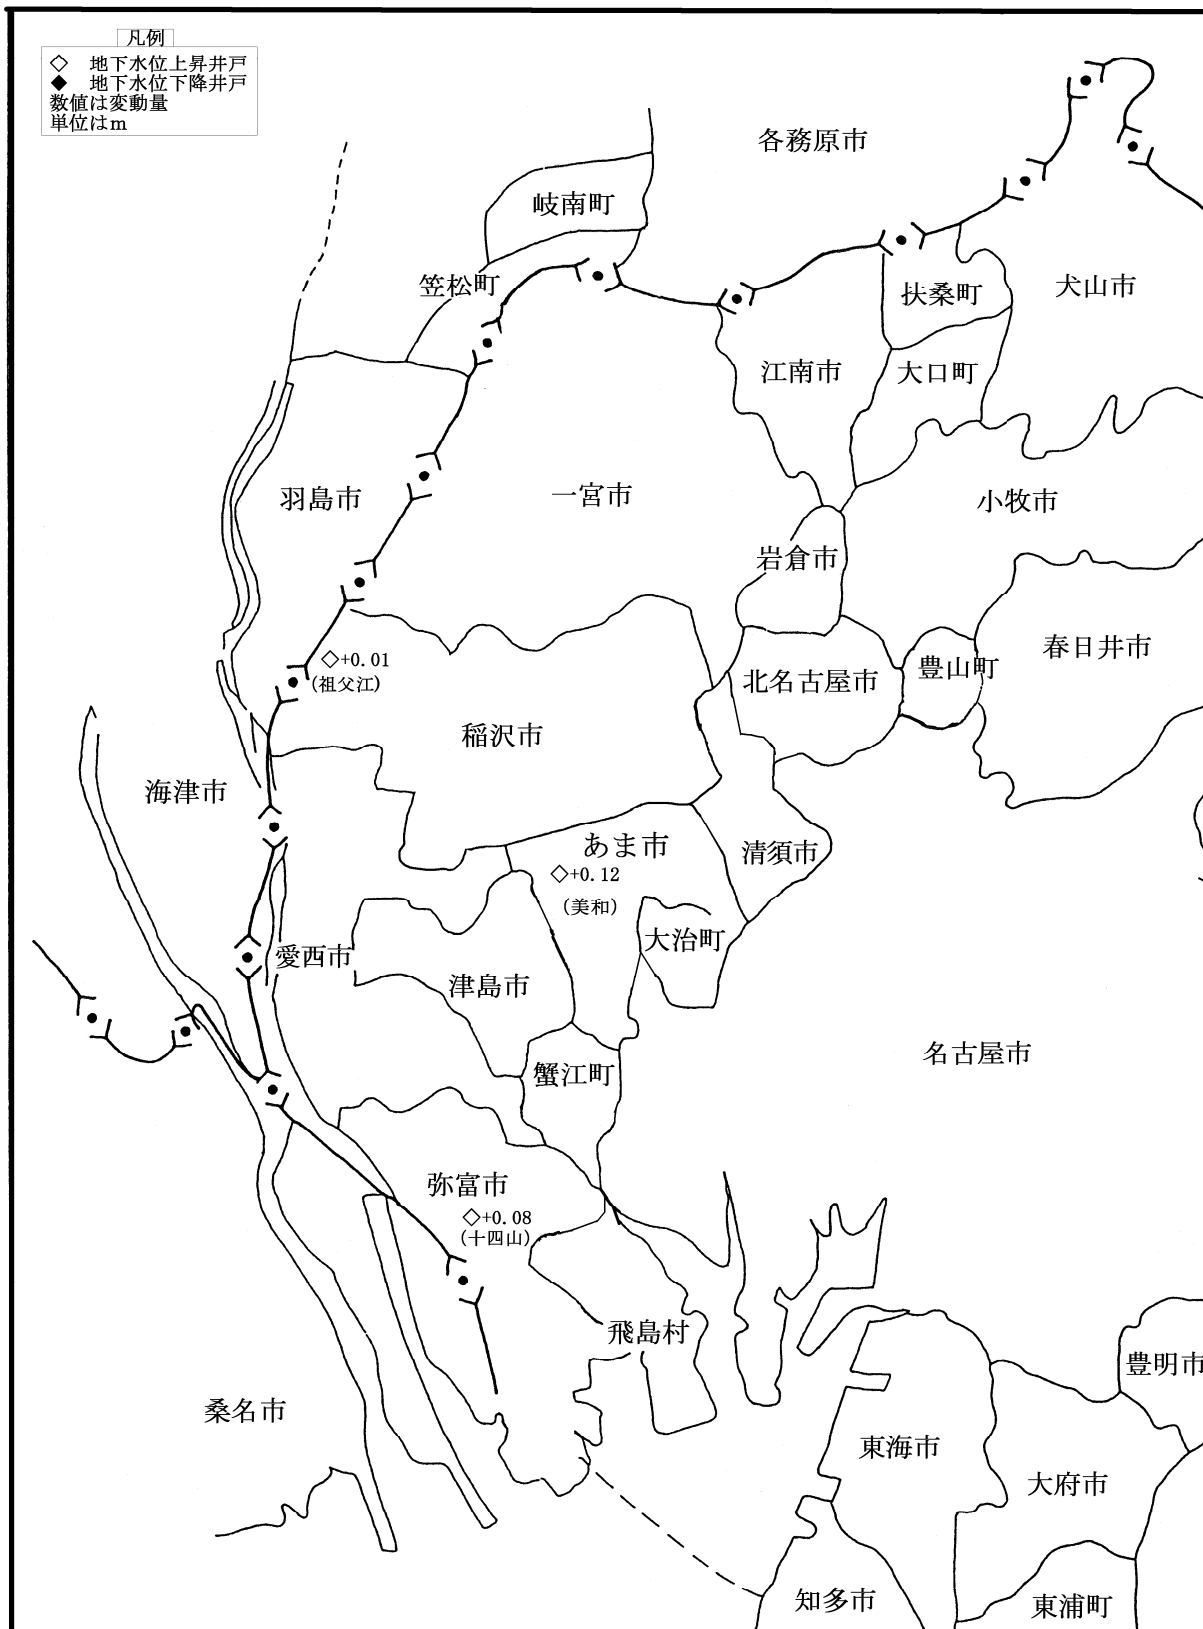 凡例
◇ 地下水位上昇井戸
◆ 地下水位下降井戸
数値は変動量
単位はm
各務原市
岐南町
笠松町
扶桑町
犬山市
江南市
大口町
羽島市
一宮市
小牧市
岩倉市
春日井市
◇+0.01
(祖父江)
北名古屋市
豊山町
稲沢市
海津市
あま市
清須市
◇+0.12
(美和)
大治町
愛西市
津島市
名古屋市
蟹江町
弥富市
◇+0.08
(十四山)
飛島村
豊明市
桑名市
東海市
大府市
知多市
東浦町